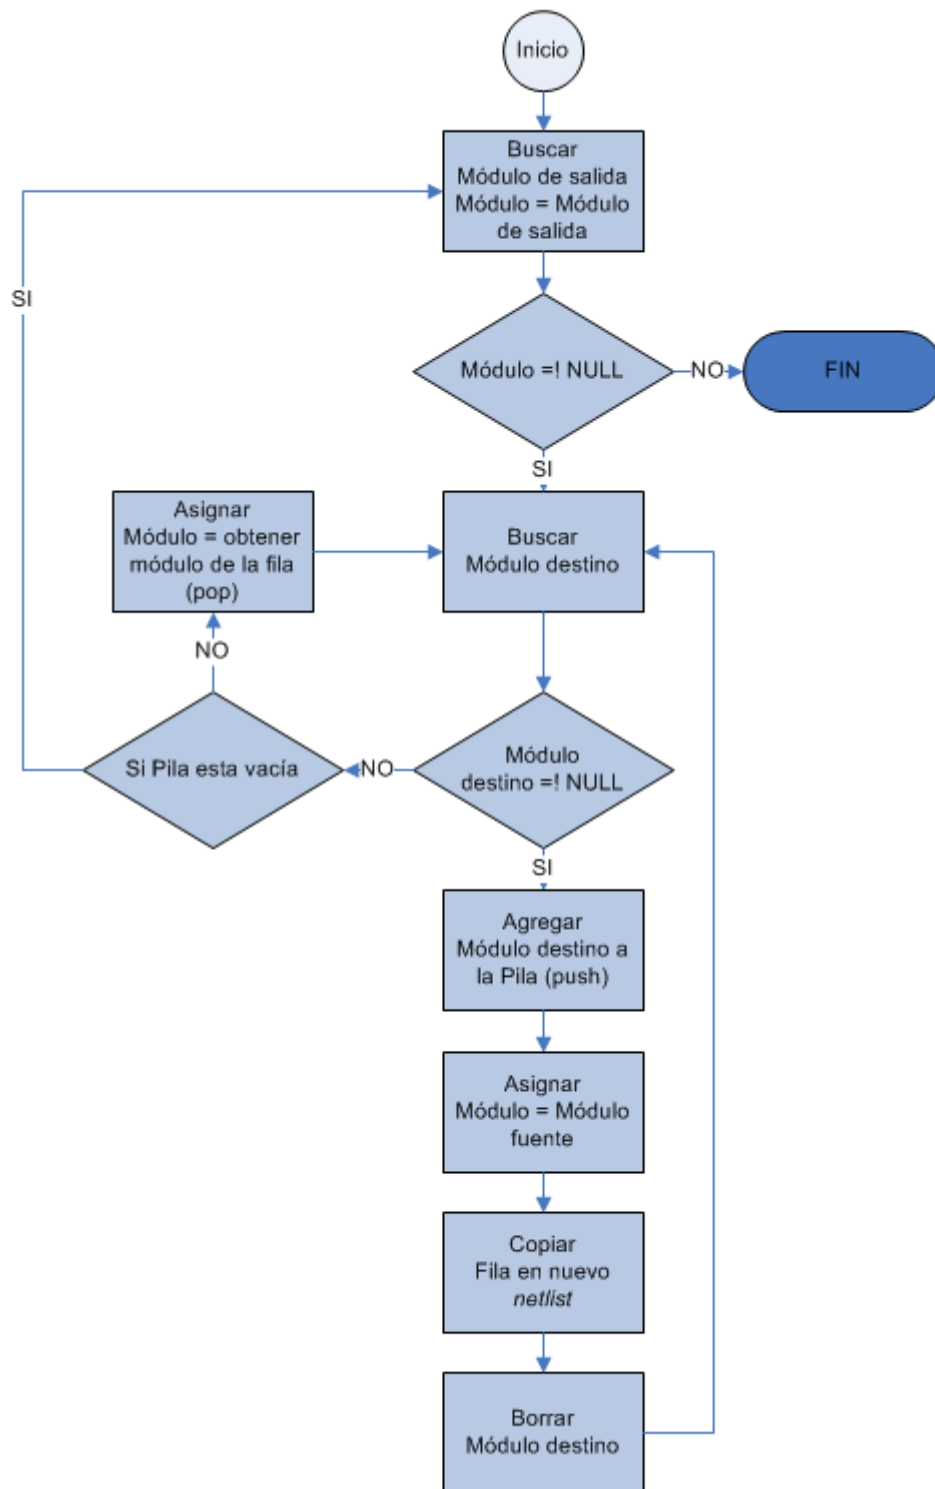 Inicio
Buscar
Módulo de salida
Módulo = Módulo
de salida
SI
Módulo =! NULL
NO
FIN
SI
Asignar
Módulo = obtener
módulo de la fila
(pop)
Buscar
Módulo destino
NO
Si Pila esta vacía
NO
Módulo
destino =! NULL
SI
Agregar
Módulo destino a
la Pila (push)
Asignar
Módulo = Módulo
fuente
Copiar
Fila en nuevo
netlist
Borrar
Módulo destino